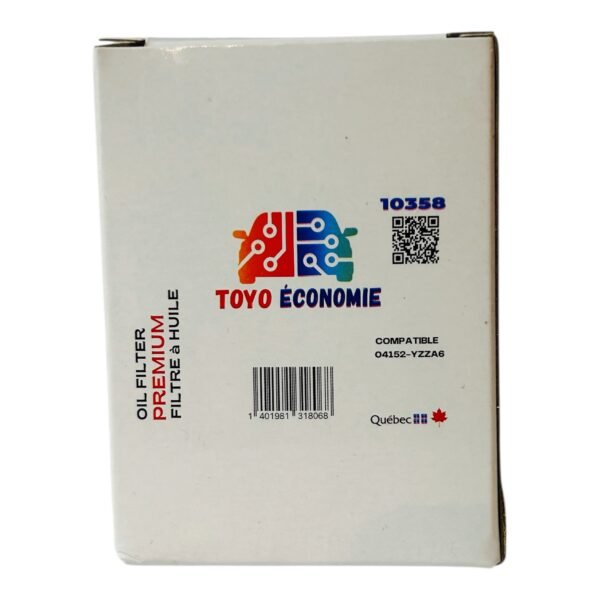 10358
TOYO ÉCONOMIE
OIL FILTER
PREMIUM
FILTRE à HUILE
COMPATIBLE
04152-YZZA6
1 401981 318068
Québec